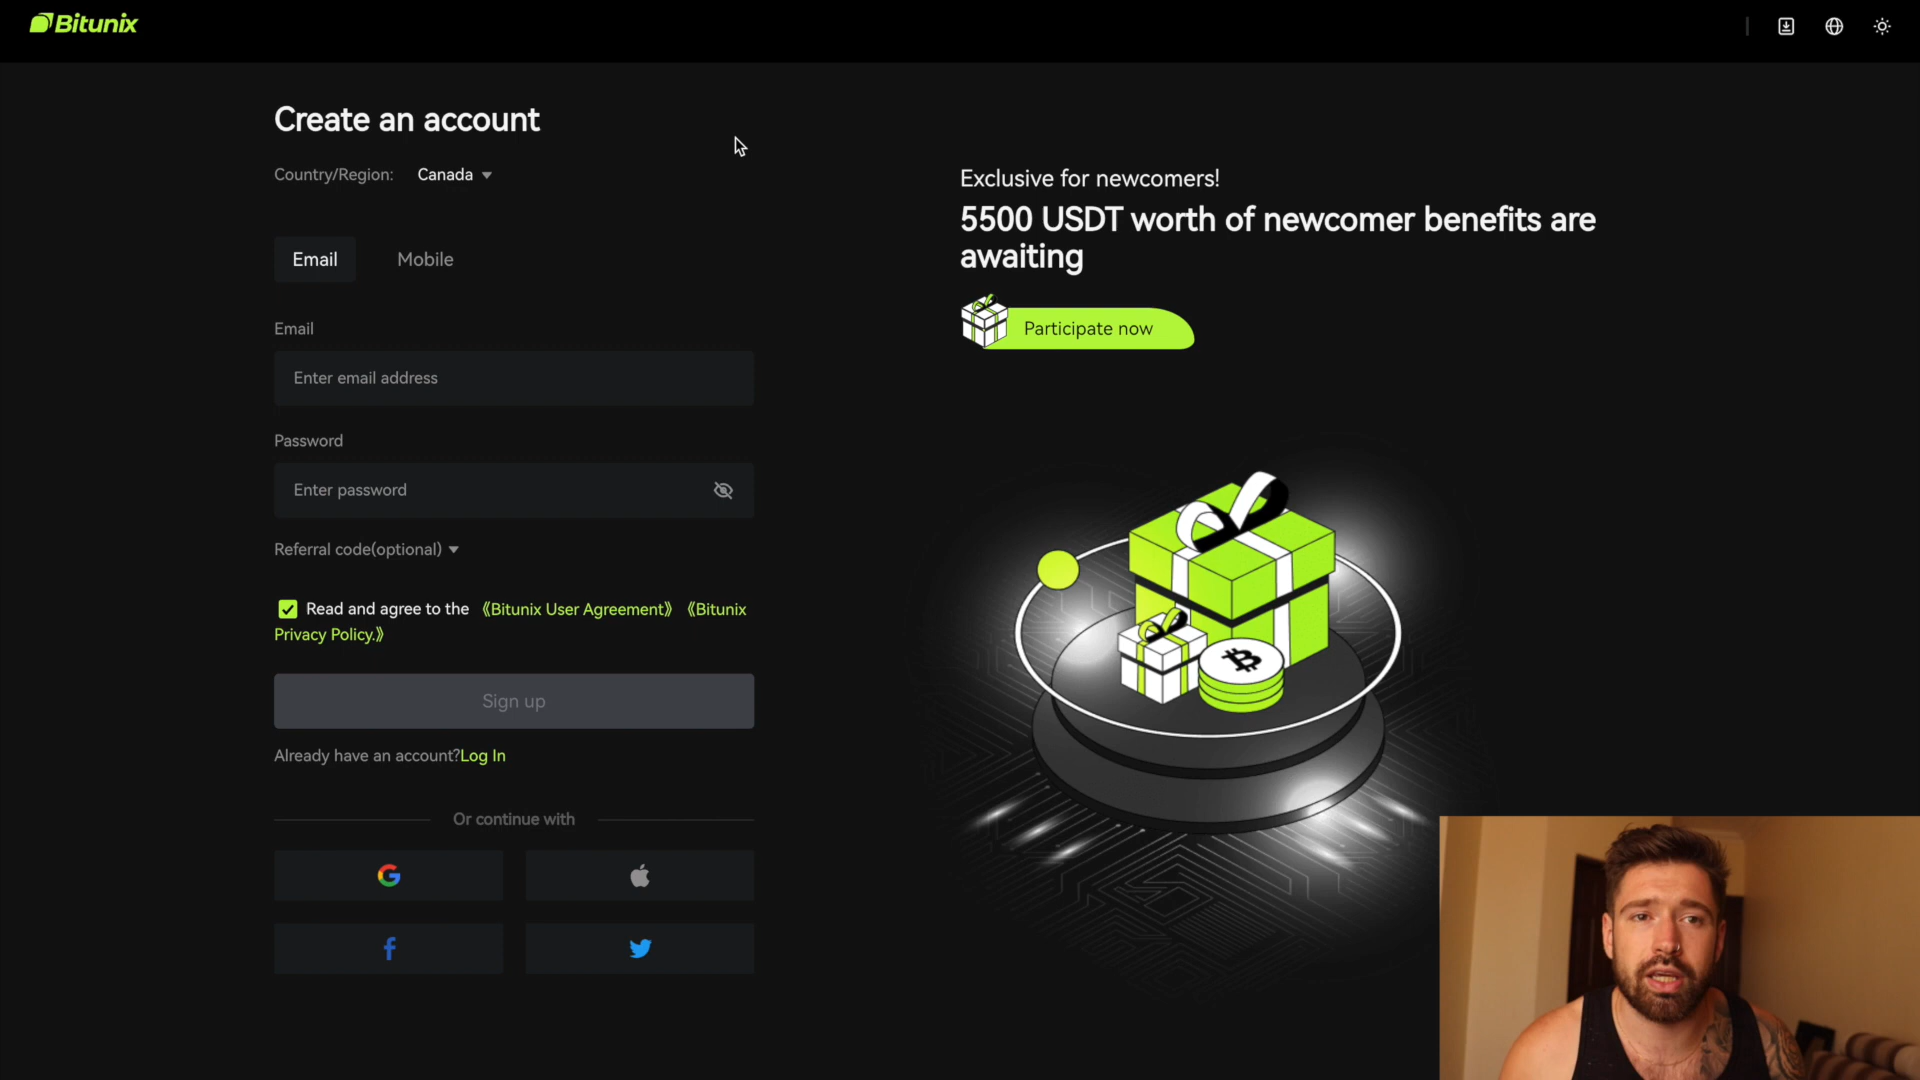 Bitunix
Create an account
Country/Region: Canada
Email Mobile
Email
Enter email address
Password
Enter password
Referral code(optional)
Read and agree to the 《Bitunix User Agreement》 《Bitunix
Privacy Policy.》
Sign up
Already have an account?Log In
Or continue with
Exclusive for newcomers!
5500 USDT worth of newcomer benefits are
awaiting
Participate now